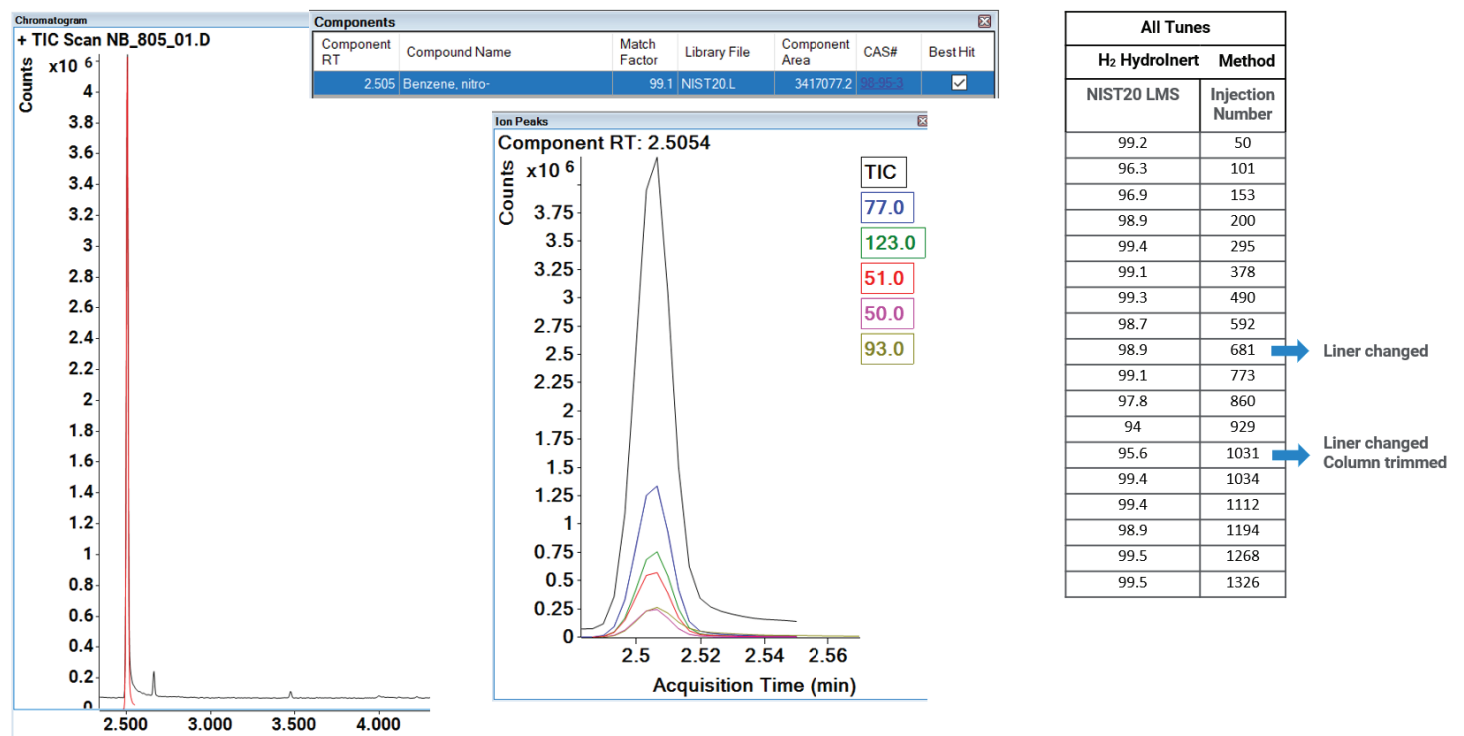 Chromatogram
+ TIC Scan NB_805_01.D
Counts
x10 6
4
3.8
3.6
3.4
3.2
3
2.8
2.6
2.4
2.2
2
1.8
1.6
1.4
1.2
1
0.8
0.6
0.4
0.2
0
2.500 3.000 3.500 4.000
Components
Component RT Compound Name Match Factor Library File Component Area CAS# Best Hit
2.505 Benzene, nitro- 99.1 NIST20.L 3417077.2 98-95-3
Ion Peaks
Component RT: 2.5054
Counts
x10 6
3.75
3.5
3.25
3
2.75
2.5
2.25
2
1.75
1.5
1.25
1
0.75
0.5
0.25
0
2.5 2.52 2.54 2.56
Acquisition Time (min)
TIC
77.0
123.0
51.0
50.0
93.0
All Tunes
H₂ HydroInert Method
NIST20 LMS Injection Number
99.2 50
96.3 101
96.9 153
98.9 200
99.4 295
99.1 378
99.3 490
98.7 592
98.9 681
99.1 773
97.8 860
94 929
95.6 1031
99.4 1034
99.4 1112
98.9 1194
99.5 1268
99.5 1326
Liner changed
Liner changed
Column trimmed